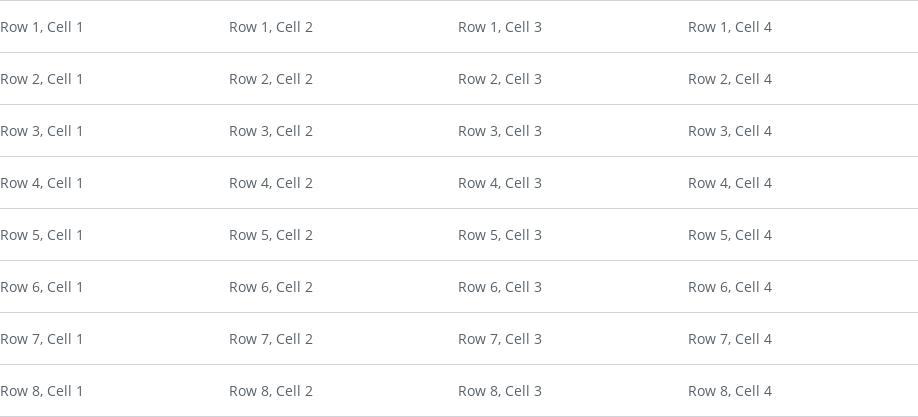 Row 1, Cell 1 Row 1, Cell 2 Row 1, Cell 3 Row 1, Cell 4
Row 2, Cell 1 Row 2, Cell 2 Row 2, Cell 3 Row 2, Cell 4
Row 3, Cell 1 Row 3, Cell 2 Row 3, Cell 3 Row 3, Cell 4
Row 4, Cell 1 Row 4, Cell 2 Row 4, Cell 3 Row 4, Cell 4
Row 5, Cell 1 Row 5, Cell 2 Row 5, Cell 3 Row 5, Cell 4
Row 6, Cell 1 Row 6, Cell 2 Row 6, Cell 3 Row 6, Cell 4
Row 7, Cell 1 Row 7, Cell 2 Row 7, Cell 3 Row 7, Cell 4
Row 8, Cell 1 Row 8, Cell 2 Row 8, Cell 3 Row 8, Cell 4